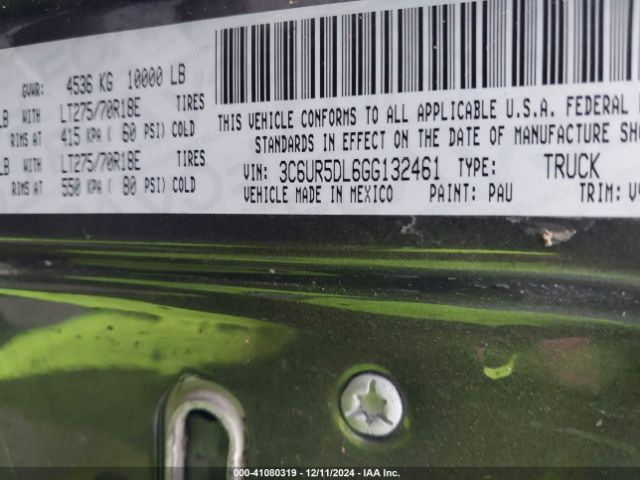 GVWR: 4536 KG 10000 LB
LB WITH LT275/70R18E TIRES
RIMS AT 415 KPA ( 60 PSI) COLD
LB WITH LT275/70R18E TIRES
RIMS AT 550 KPA ( 80 PSI) COLD
THIS VEHICLE CONFORMS TO ALL APPLICABLE U.S.A. FEDERAL
STANDARDS IN EFFECT ON THE DATE OF MANUFACTURE SHO
VIN: 3C6UR5DL6GG132461 TYPE: TRUCK
VEHICLE MADE IN MEXICO PAINT: PAU TRIM: V
000-41080319 - 12/11/2024 - IAA Inc.